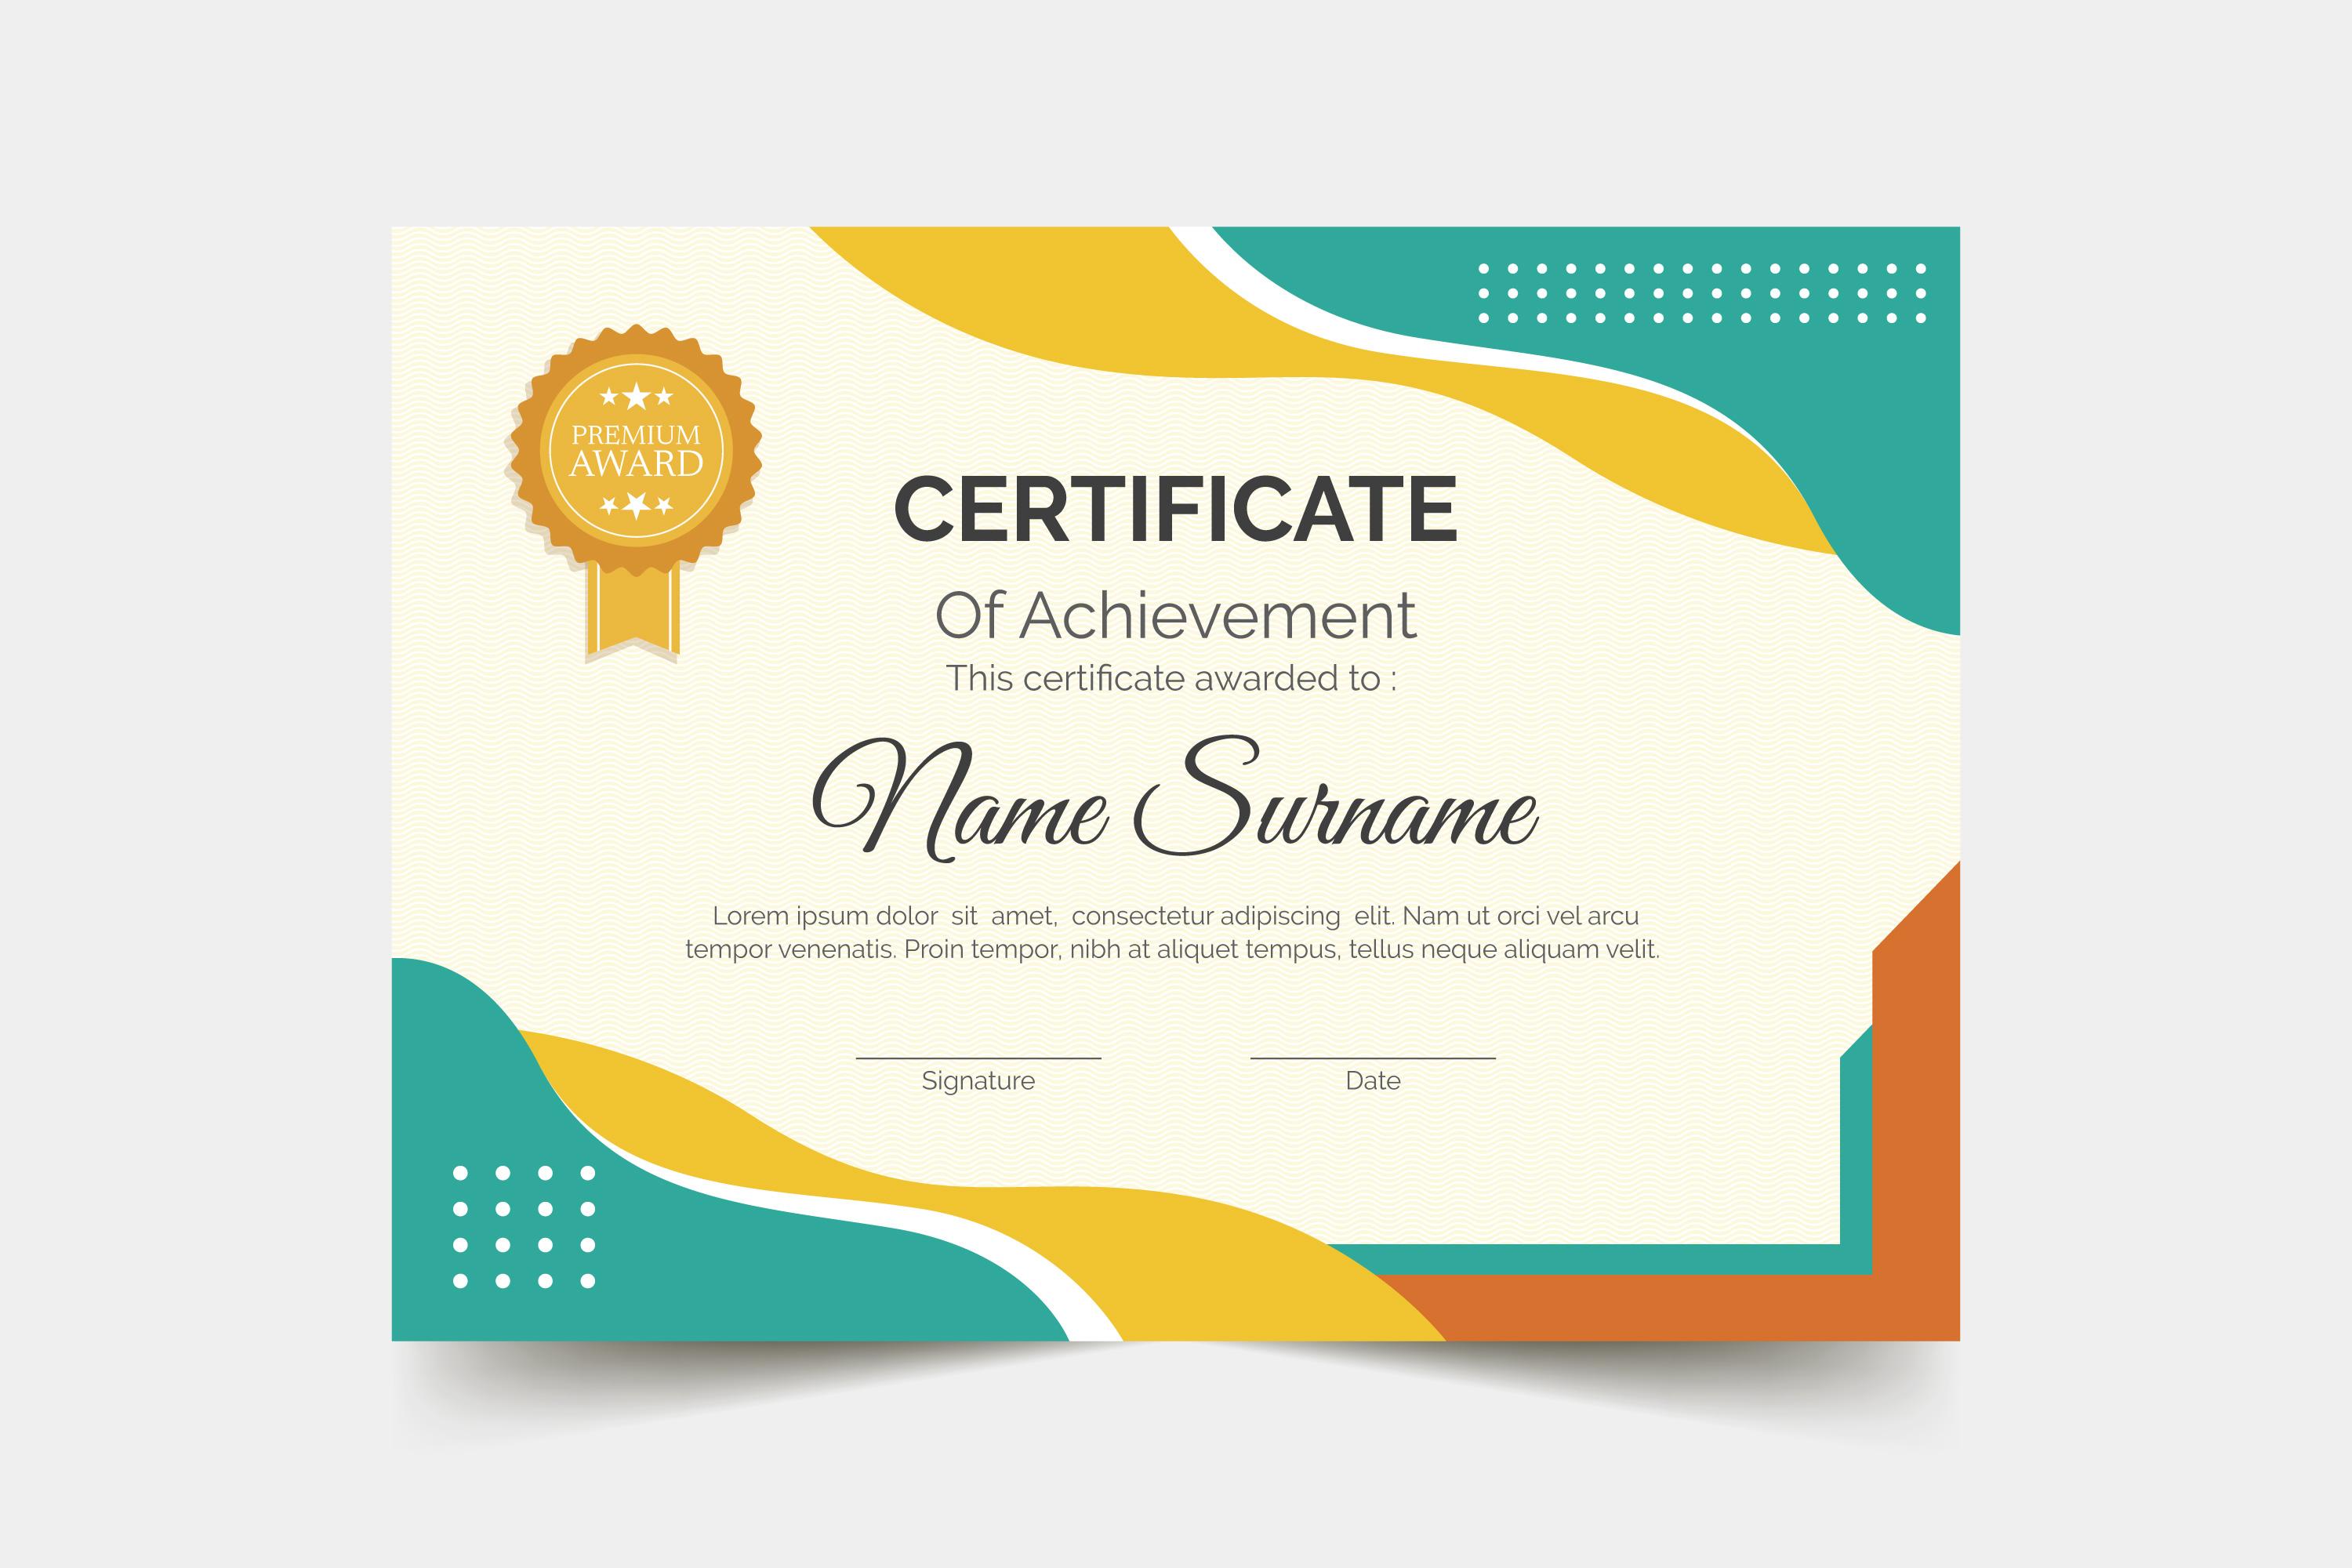 PREMIUM
AWARD
CERTIFICATE
Of Achievement
This certificate awarded to :
Name Surname
Lorem ipsum dolor sit amet, consectetur adipiscing elit. Nam ut orci vel arcu
tempor venenatis. Proin tempor, nibh at aliquet tempus, tellus neque aliquam velit.
Signature
Date